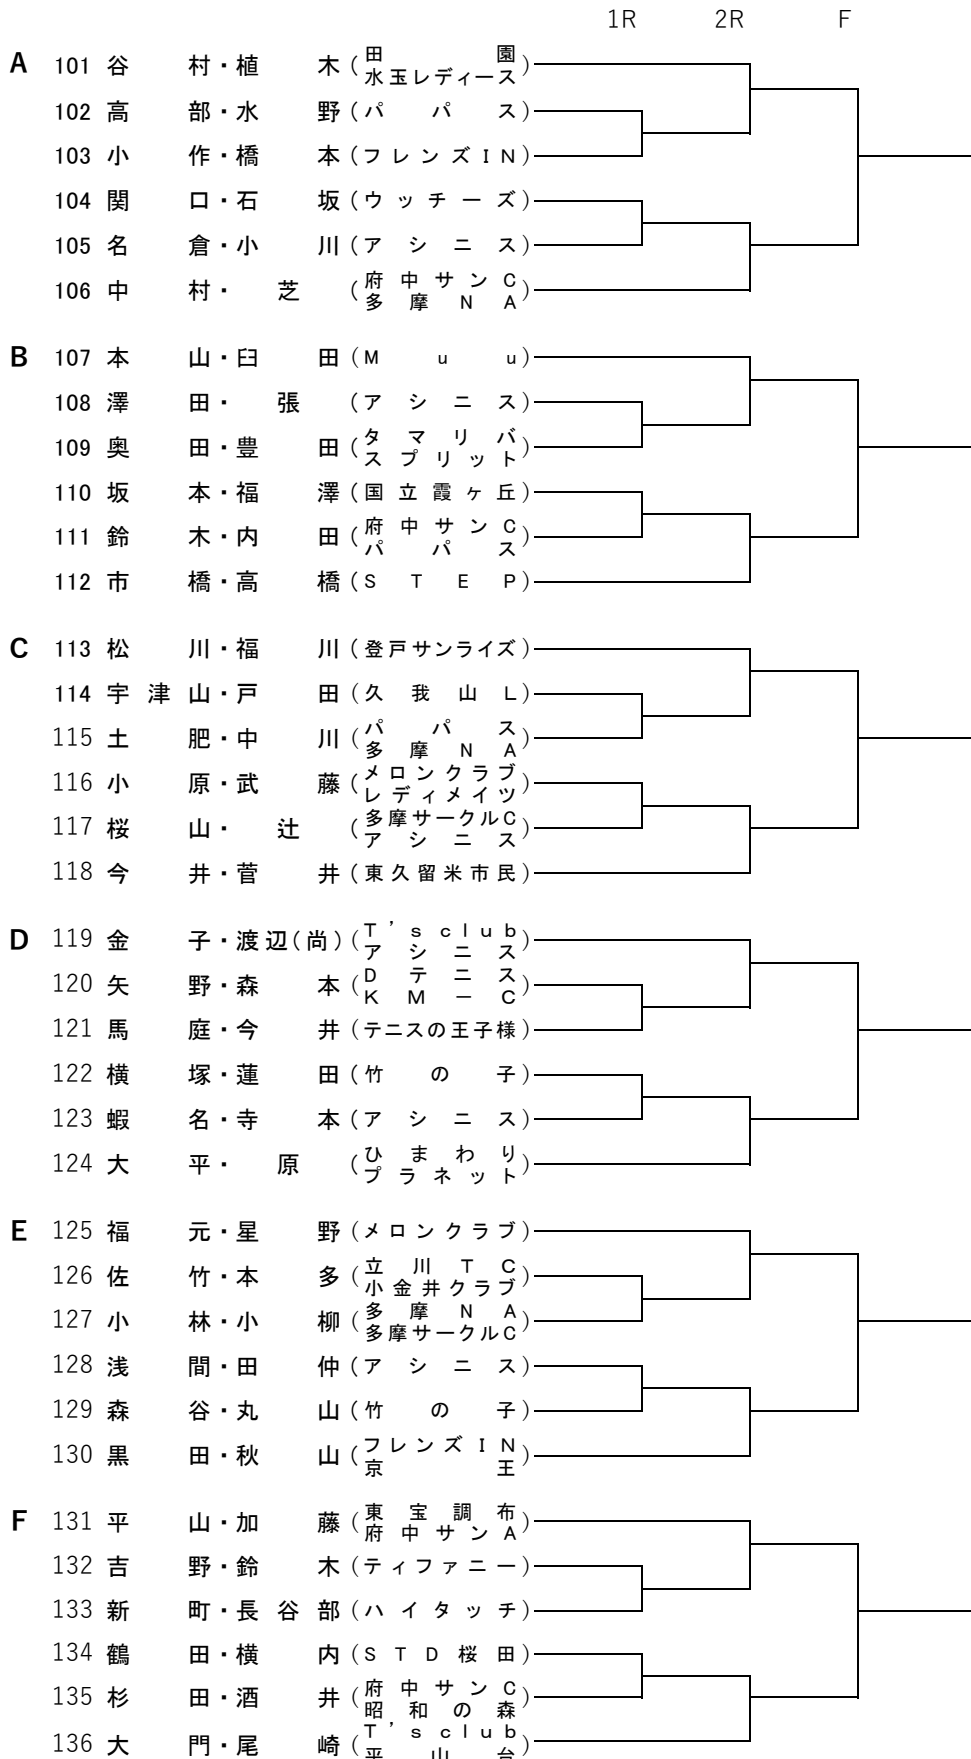 1R 2R F
A 101 谷村・植木 (田園 水玉レディース)
102 高部・水野 (パパス)
103 小作・橋本 (フレンズIN)
104 関口・石坂 (ウッチーズ)
105 名倉・小川 (アシニス)
106 中村・芝 (府中サンC 多摩NA)
B 107 本山・臼田 (Muu)
108 澤田・張 (アシニス)
109 奥田・豊田 (タマリバ スプリット)
110 坂本・福澤 (国立霞ヶ丘)
111 鈴木・内田 (府中サンC パパス)
112 市橋・高橋 (STEP)
C 113 松川・福川 (登戸サンライズ)
114 宇津山・戸田 (久我山L)
115 土肥・中川 (パパス 多摩NA)
116 小原・武藤 (メロンクラブ レディメイツ)
117 桜山・辻 (多摩サークルC アシニス)
118 今井・菅井 (東久留米市民)
D 119 金子・渡辺(尚) (T'sclub アシニス)
120 矢野・森本 (Dテニス KM-C)
121 馬庭・今井 (テニスの王子様)
122 横塚・蓮田 (竹の子)
123 蝦名・寺本 (アシニス)
124 大平・原 (ひまわり プラネット)
E 125 福元・星野 (メロンクラブ)
126 佐竹・本多 (立川TC 小金井クラブ)
127 小林・小柳 (多摩NA 多摩サークルC)
128 浅間・田仲 (アシニス)
129 森谷・丸山 (竹の子)
130 黒田・秋山 (フレンズIN 京王)
F 131 平山・加藤 (東宝調布 府中サンA)
132 吉野・鈴木 (ティファニー)
133 新町・長谷部 (ハイタッチ)
134 鶴田・横内 (STD桜田)
135 杉田・酒井 (府中サンC 昭和の森)
136 大門・尾崎 (T'sclub 平山台)